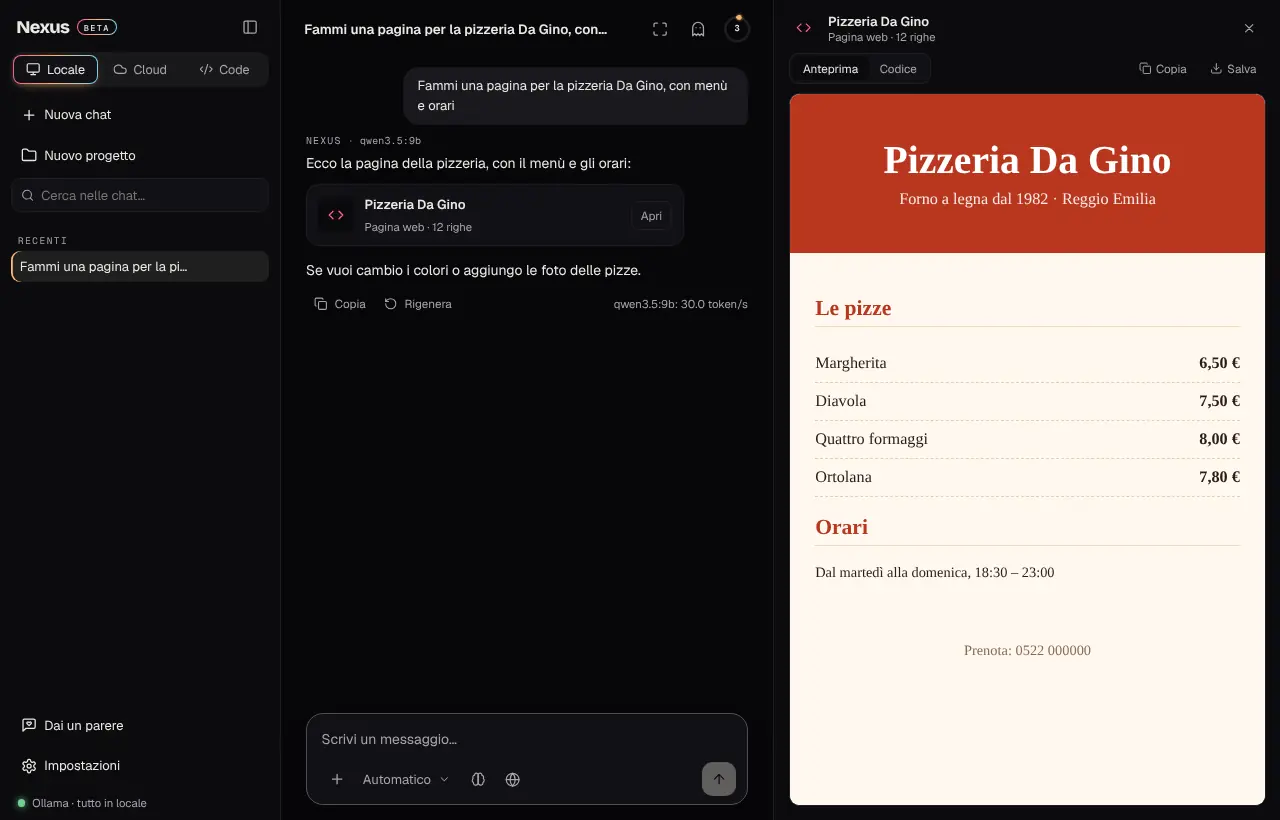 Nexus BETA
Locale Cloud Code
Nuova chat
Nuovo progetto
Cerca nelle chat…
RECENTI
Fammi una pagina per la pi…
Dai un parere
Impostazioni
Ollama · tutto in locale
Fammi una pagina per la pizzeria Da Gino, con…
3
Fammi una pagina per la pizzeria Da Gino, con menù
e orari
NEXUS · qwen3.5:9b
Ecco la pagina della pizzeria, con il menù e gli orari:
Pizzeria Da Gino
Pagina web · 12 righe
Apri
Se vuoi cambio i colori o aggiungo le foto delle pizze.
Copia Rigenera qwen3.5:9b: 30.0 token/s
Scrivi un messaggio…
Automatico
Pizzeria Da Gino
Pagina web · 12 righe
Anteprima Codice Copia Salva
Pizzeria Da Gino
Forno a legna dal 1982 · Reggio Emilia
Le pizze
Margherita 6,50 €
Diavola 7,50 €
Quattro formaggi 8,00 €
Ortolana 7,80 €
Orari
Dal martedì alla domenica, 18:30 – 23:00
Prenota: 0522 000000